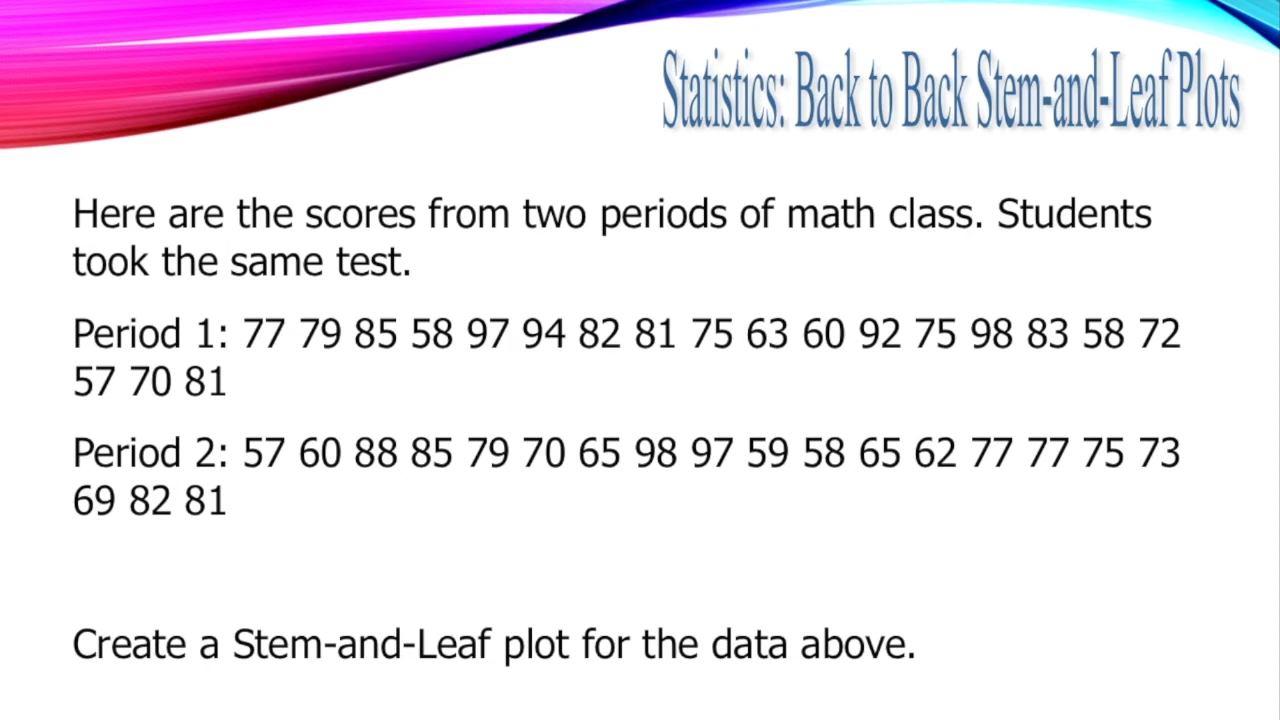 Statistics: Back to Back Stem-and-Leaf Plots
Here are the scores from two periods of math class. Students
took the same test.
Period 1: 77 79 85 58 97 94 82 81 75 63 60 92 75 98 83 58 72
57 70 81
Period 2: 57 60 88 85 79 70 65 98 97 59 58 65 62 77 77 75 73
69 82 81
Create a Stem-and-Leaf plot for the data above.